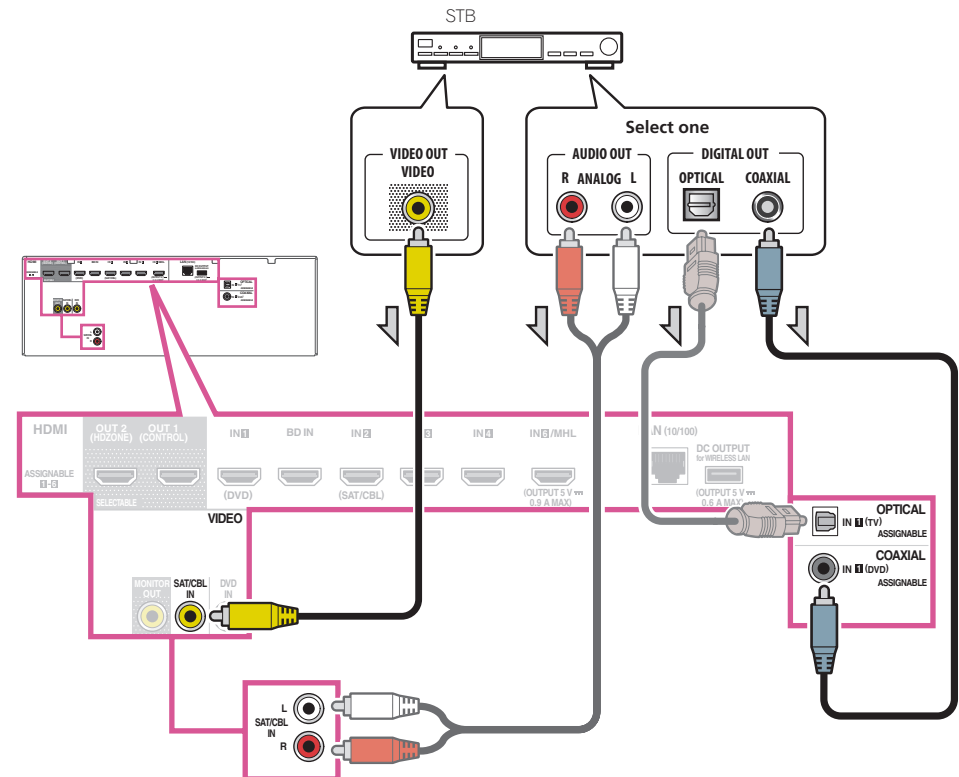 STB
Select one
VIDEO OUT
VIDEO
AUDIO OUT
R ANALOG L
DIGITAL OUT
OPTICAL COAXIAL
HDMI
ASSIGNABLE
1-6
OUT 2
(HDZONE)
OUT 1
(CONTROL)
SELECTABLE
IN 1
(DVD)
BD IN
IN 2
(SAT/CBL)
3
IN 4
IN 6/MHL
(OUTPUT 5 V
0.9 A MAX)
N (10/100)
DC OUTPUT
for WIRELESS LAN
(OUTPUT 5 V
0.6 A MAX)
VIDEO
OPTICAL
IN 1 (TV)
ASSIGNABLE
COAXIAL
IN 1 (DVD)
ASSIGNABLE
MONITOR
OUT
SAT/CBL
IN
DVD
IN
L
SAT/CBL
IN
R